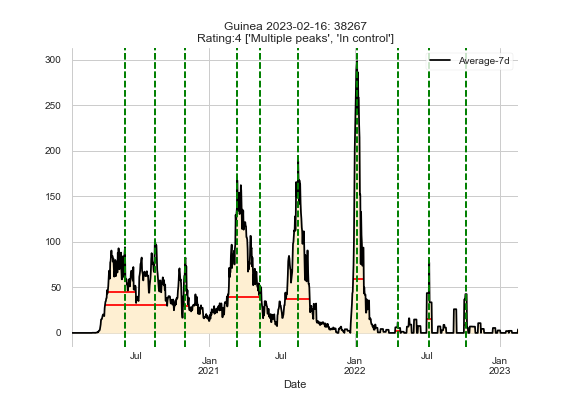 Guinea 2023-02-16: 38267
Rating:4 ['Multiple peaks', 'In control']
Average-7d
300
250
200
150
100
50
0
Jul
Jan
2021
Jul
Jan
2022
Jul
Jan
2023
Date